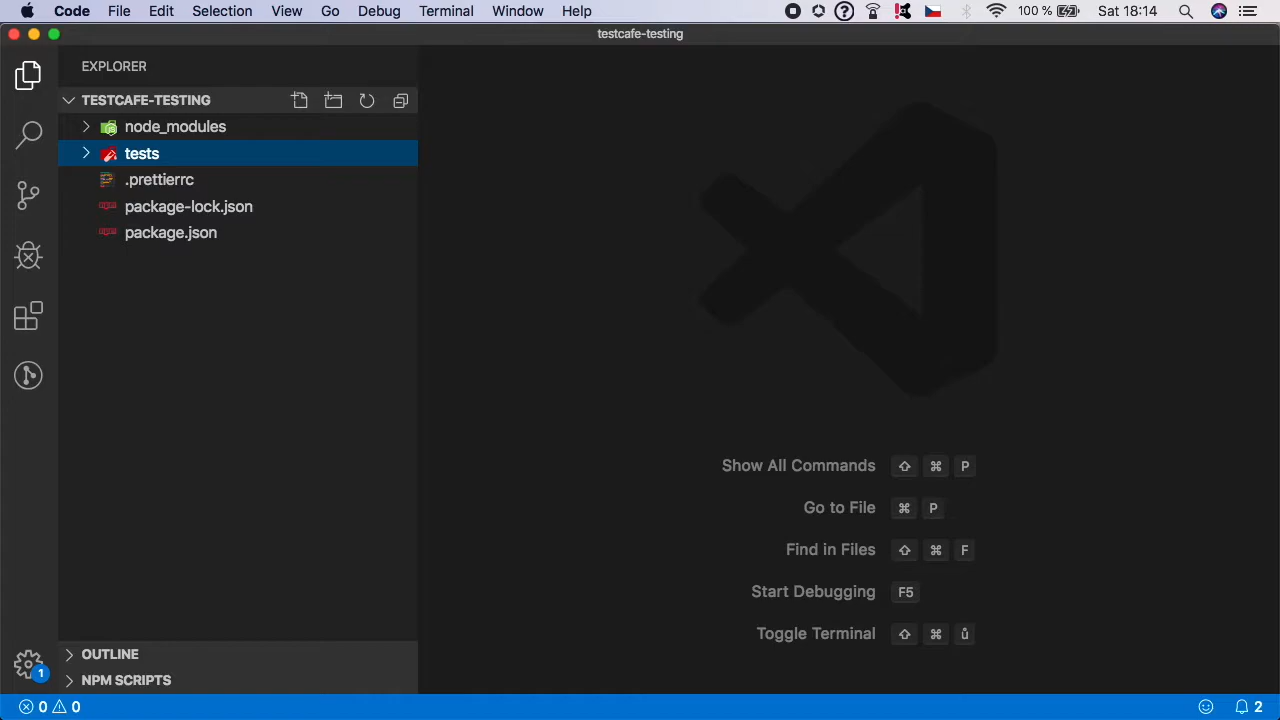 Code File Edit Selection View Go Debug Terminal Window Help 100 % Sat 18:14
testcafe-testing
EXPLORER
TESTCAFE-TESTING
node_modules
tests
.prettierrc
package-lock.json
package.json
Show All Commands ⇧ ⌘ P
Go to File ⌘ P
Find in Files ⇧ ⌘ F
Start Debugging F5
Toggle Terminal ⇧ ⌘ ů
OUTLINE
NPM SCRIPTS
1
0 0 2